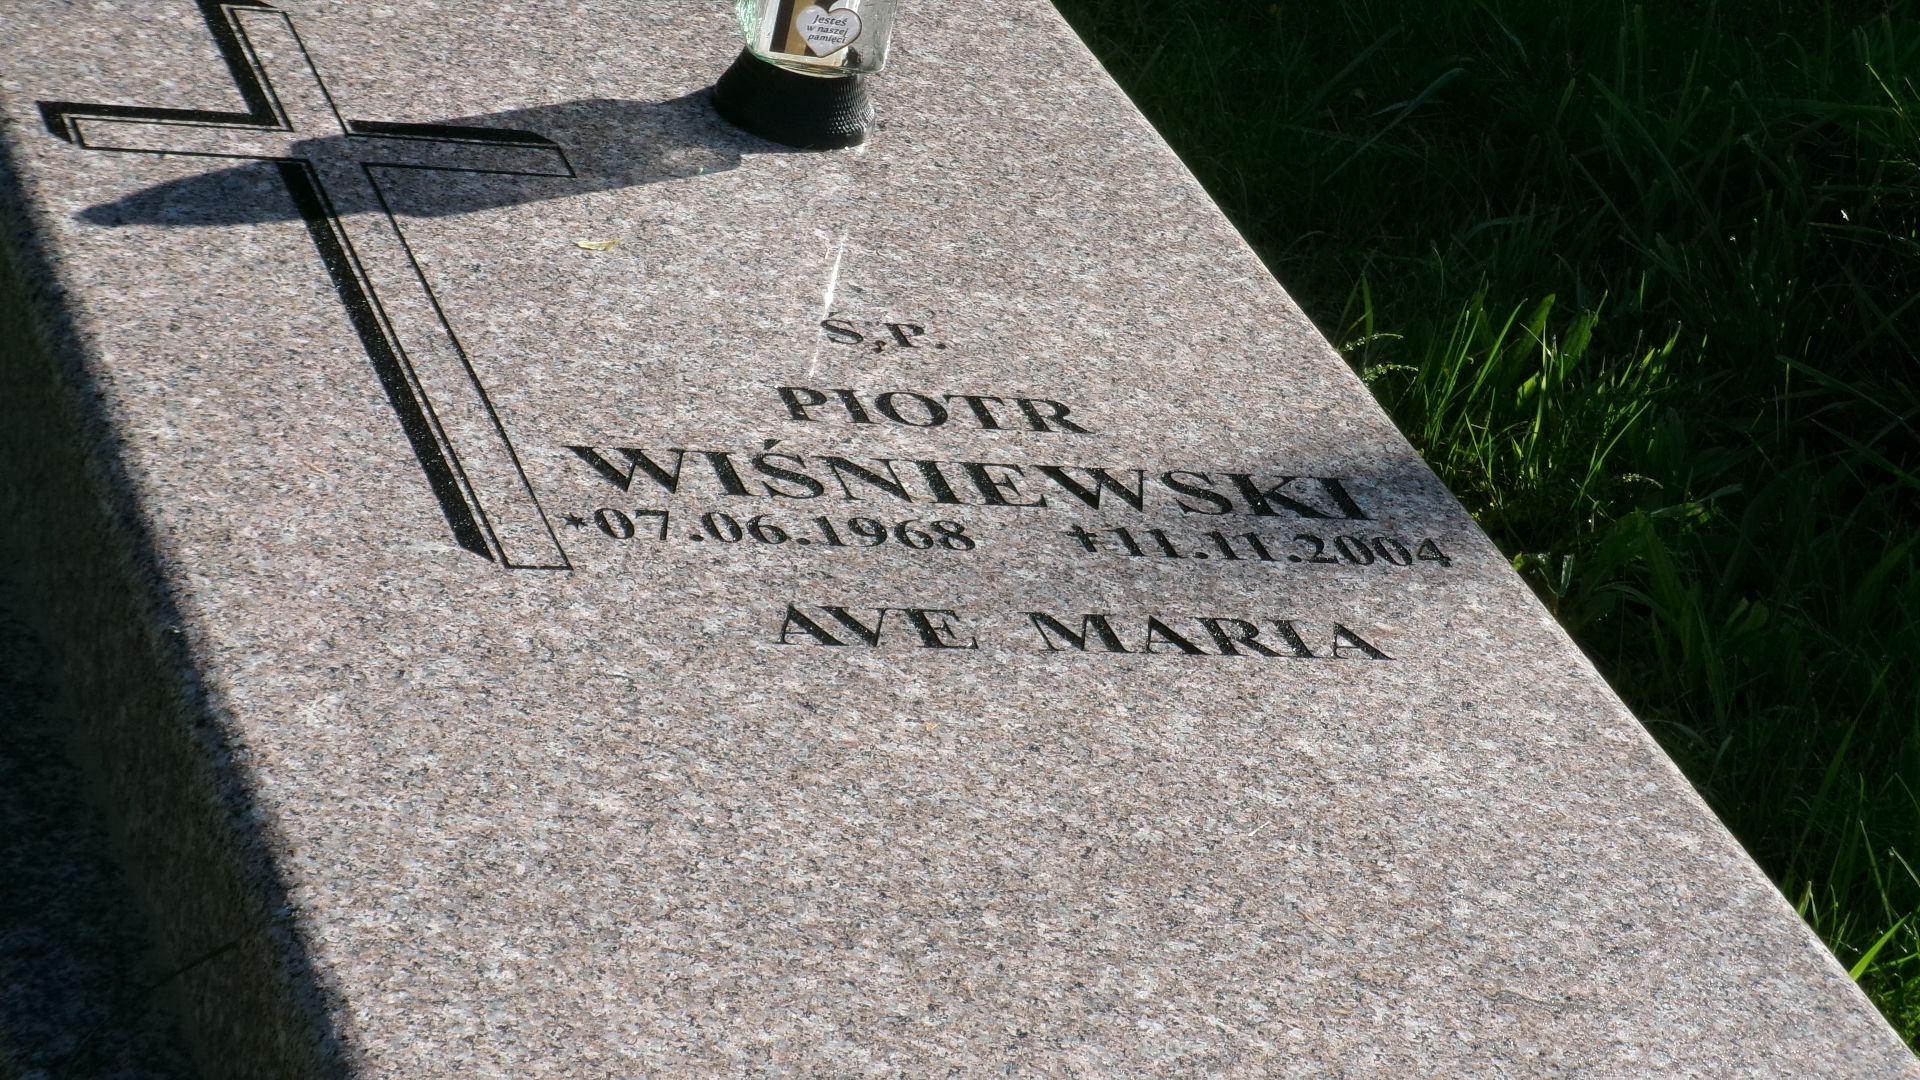 Jesteś
w naszej
pamięci
Ś,P.
PIOTR
WIŚNIEWSKI
*07.06.1968 ✝11.11.2004
AVE MARIA